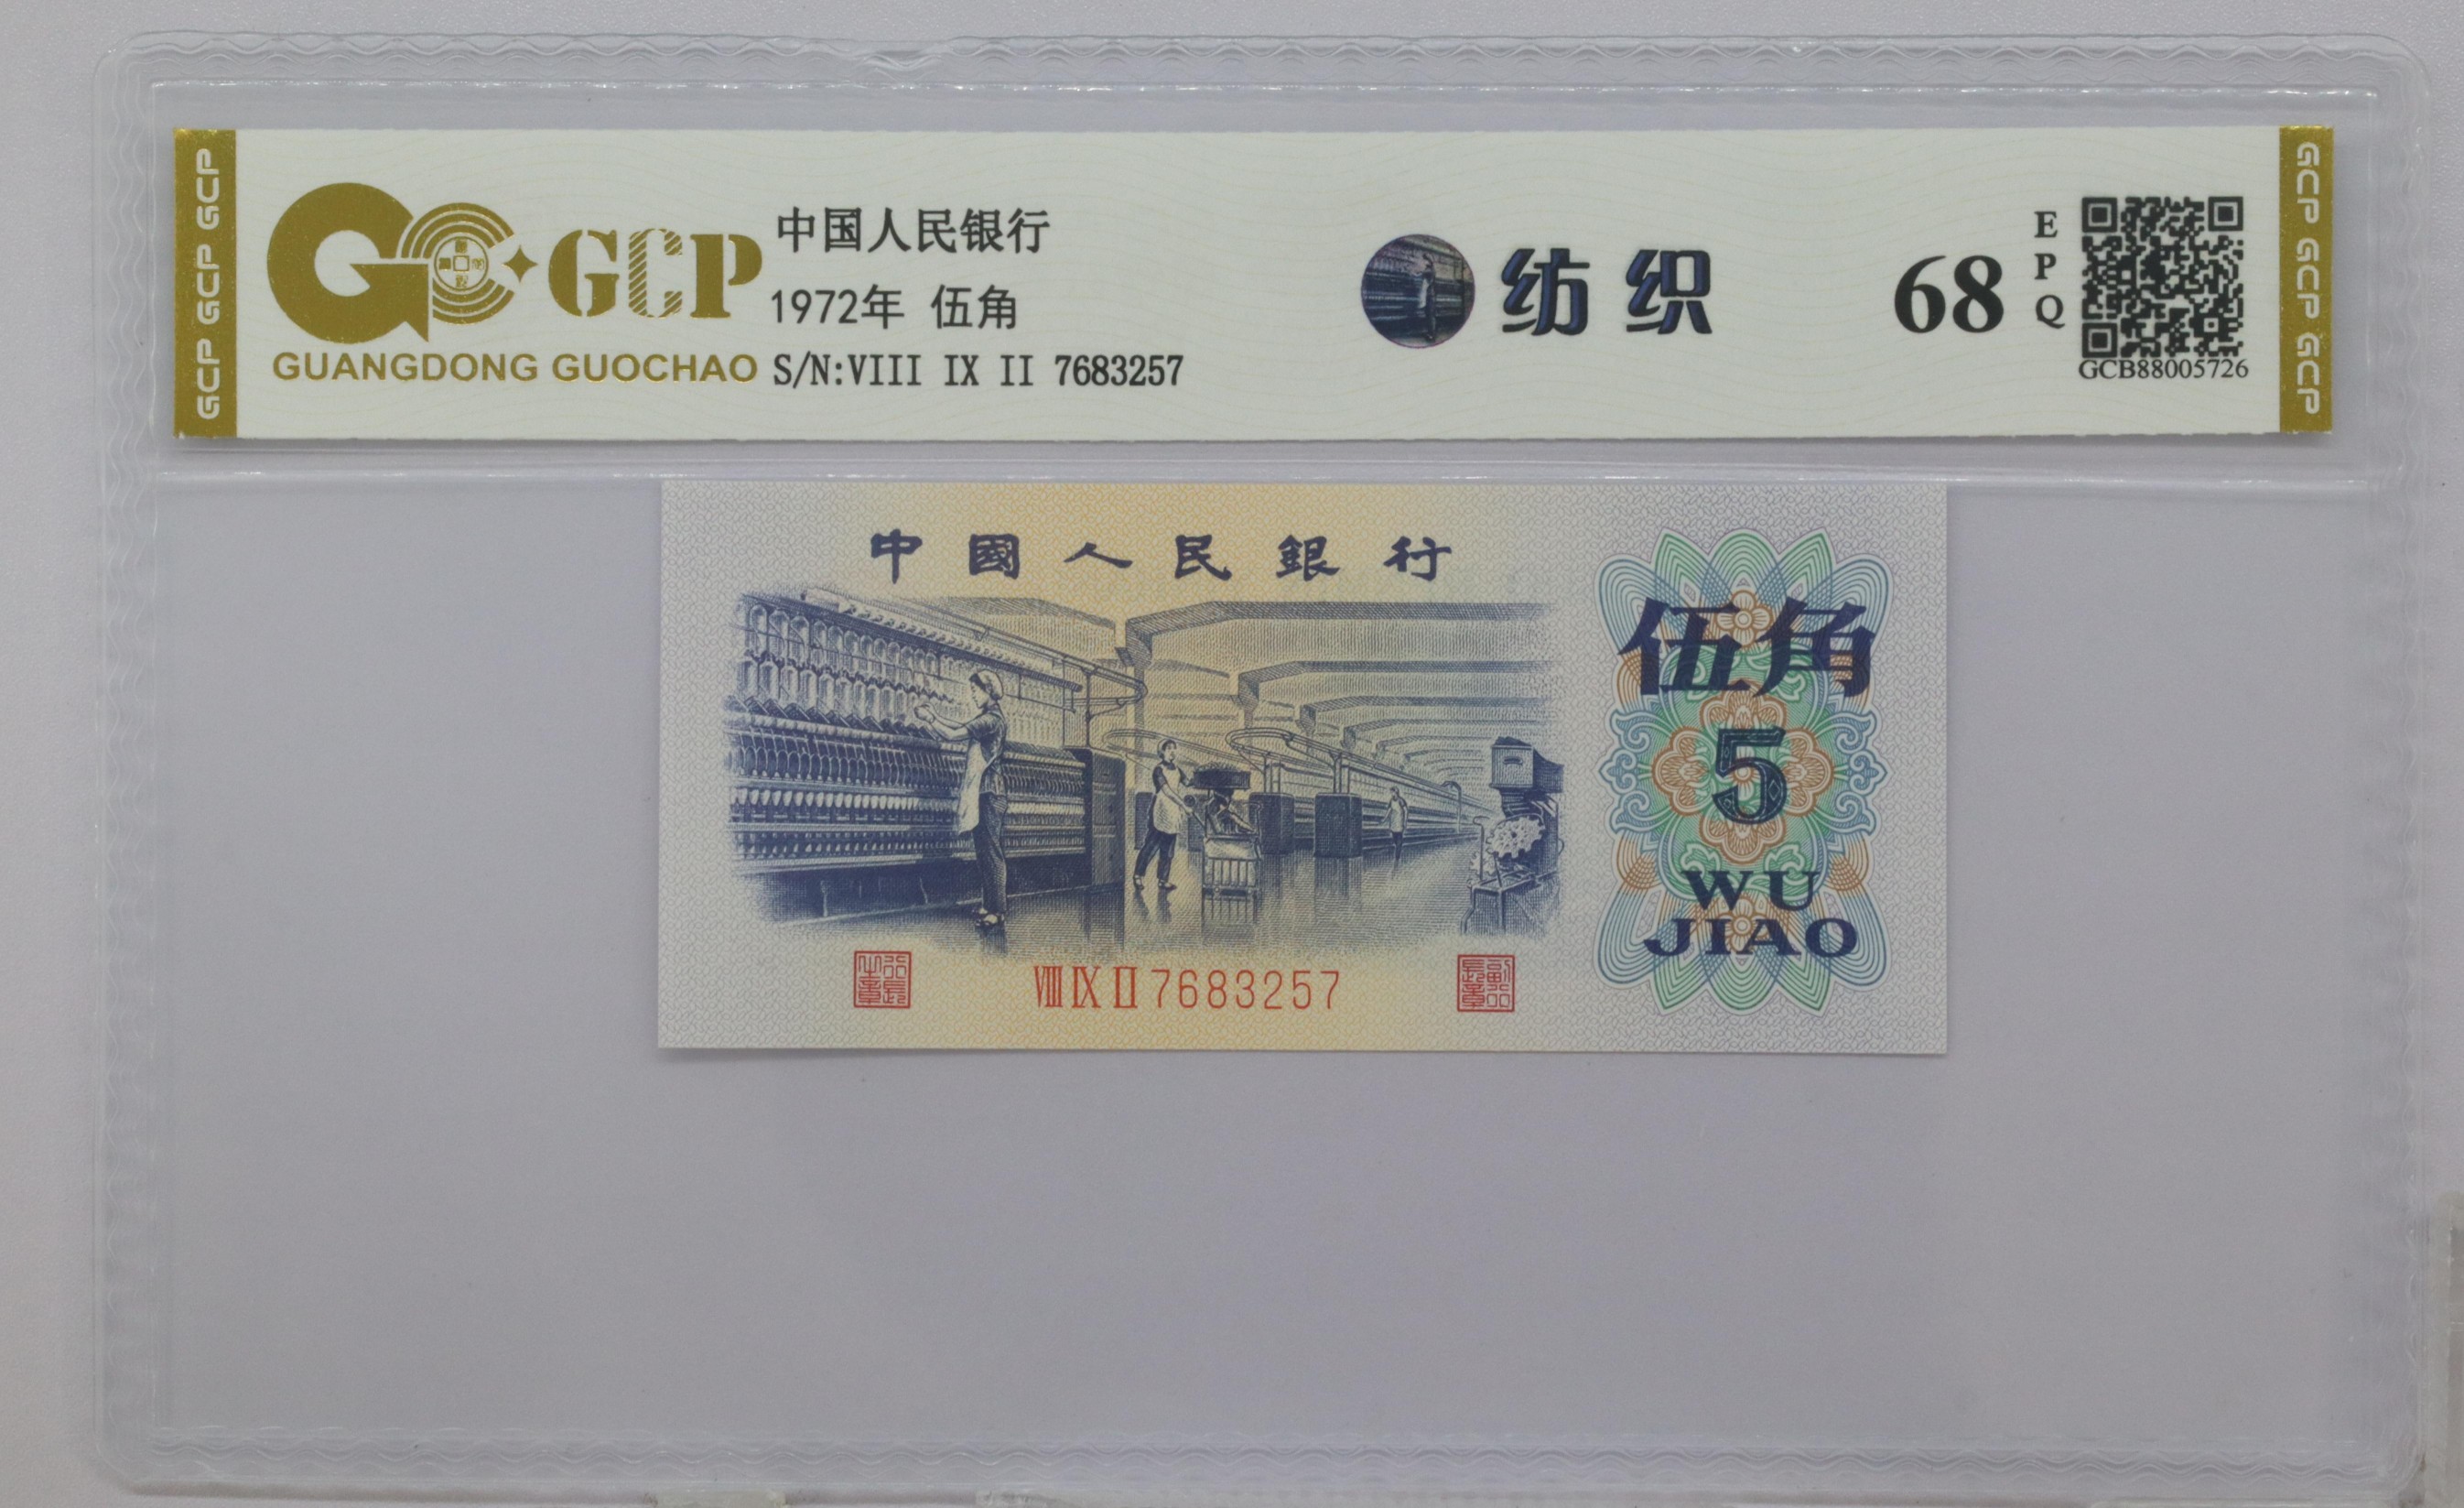 GCP GCP GCP
GCP
GUANGDONG GUOCHAO
中国人民银行
1972年 伍角
S/N:VIII IX II 7683257
纺织
68
EPQ
GCB88005726
GCP GCP GCP
中國人民銀行
伍角
5
WU
JIAO
VIII IX II 7683257